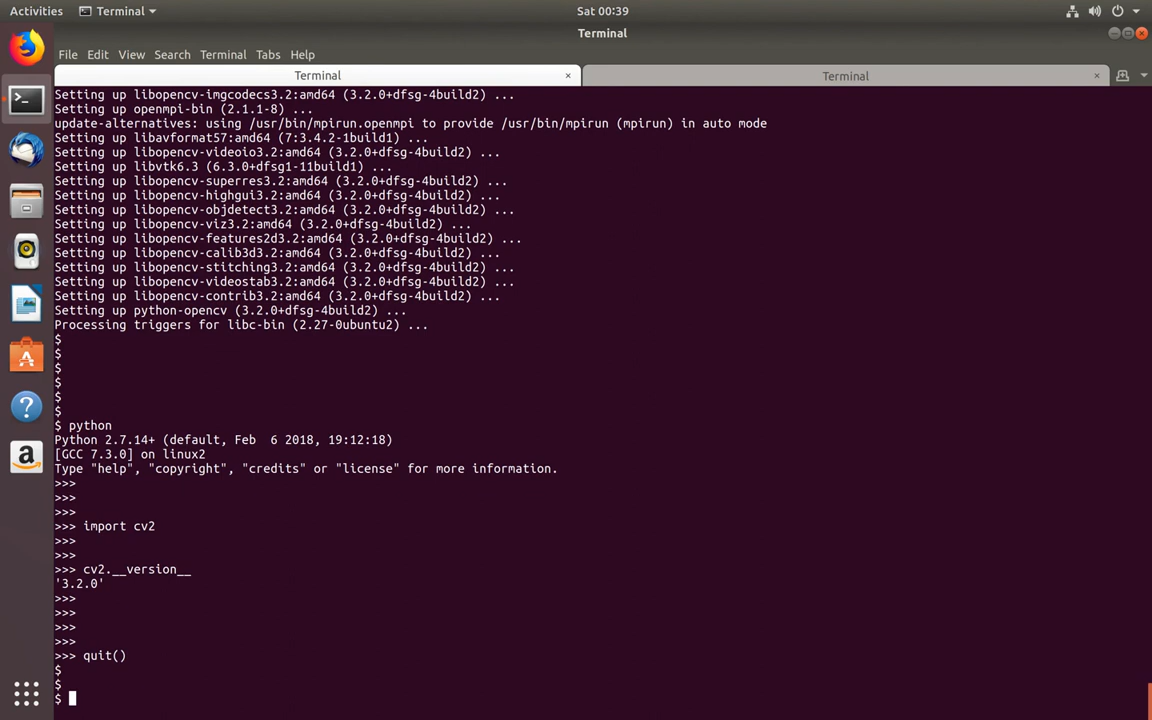 Activities Terminal Sat 00:39
Terminal
File Edit View Search Terminal Tabs Help
Terminal × Terminal ×
Setting up libopencv-imgcodecs3.2:amd64 (3.2.0+dfsg-4build2) ...
Setting up openmpi-bin (2.1.1-8) ...
update-alternatives: using /usr/bin/mpirun.openmpi to provide /usr/bin/mpirun (mpirun) in auto mode
Setting up libavformat57:amd64 (7:3.4.2-1build1) ...
Setting up libopencv-videoio3.2:amd64 (3.2.0+dfsg-4build2) ...
Setting up libvtk6.3 (6.3.0+dfsg1-11build1) ...
Setting up libopencv-superres3.2:amd64 (3.2.0+dfsg-4build2) ...
Setting up libopencv-highgui3.2:amd64 (3.2.0+dfsg-4build2) ...
Setting up libopencv-objdetect3.2:amd64 (3.2.0+dfsg-4build2) ...
Setting up libopencv-viz3.2:amd64 (3.2.0+dfsg-4build2) ...
Setting up libopencv-features2d3.2:amd64 (3.2.0+dfsg-4build2) ...
Setting up libopencv-calib3d3.2:amd64 (3.2.0+dfsg-4build2) ...
Setting up libopencv-stitching3.2:amd64 (3.2.0+dfsg-4build2) ...
Setting up libopencv-videostab3.2:amd64 (3.2.0+dfsg-4build2) ...
Setting up libopencv-contrib3.2:amd64 (3.2.0+dfsg-4build2) ...
Setting up python-opencv (3.2.0+dfsg-4build2) ...
Processing triggers for libc-bin (2.27-0ubuntu2) ...
$
$
$
$
$
$
$ python
Python 2.7.14+ (default, Feb  6 2018, 19:12:18)
[GCC 7.3.0] on linux2
Type "help", "copyright", "credits" or "license" for more information.
>>>
>>>
>>>
>>> import cv2
>>>
>>>
>>> cv2.__version__
'3.2.0'
>>>
>>>
>>>
>>>
>>> quit()
$
$
$